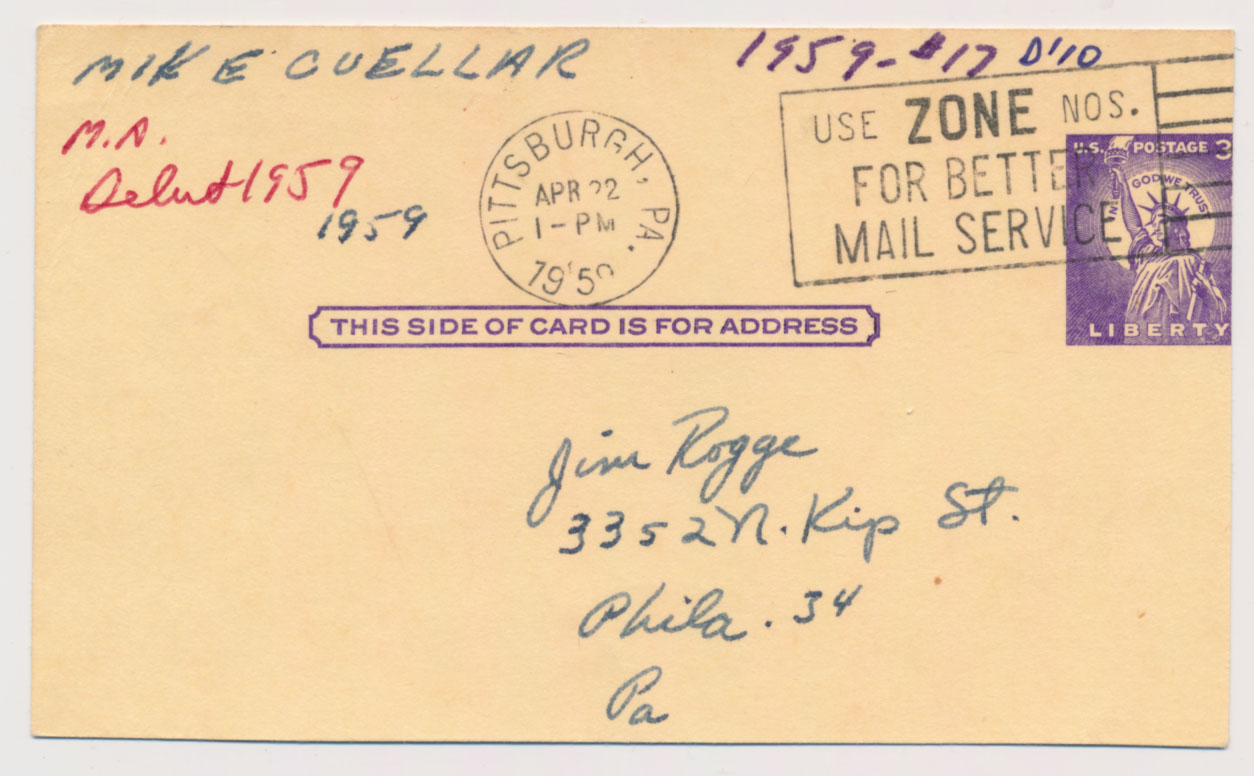 MIKE CUELLAR
1959-#17 D'10
M.A.
Debut 1959
1959
PITTSBURGH, PA.
APR 22
1-PM
1959
USE ZONE NOS.
FOR BETTER
MAIL SERVICE
U.S. POSTAGE 3
IN GOD WE TRUST
LIBERTY
THIS SIDE OF CARD IS FOR ADDRESS
Jim Rogge
3352 N. Kip St.
Phila. 34
Pa